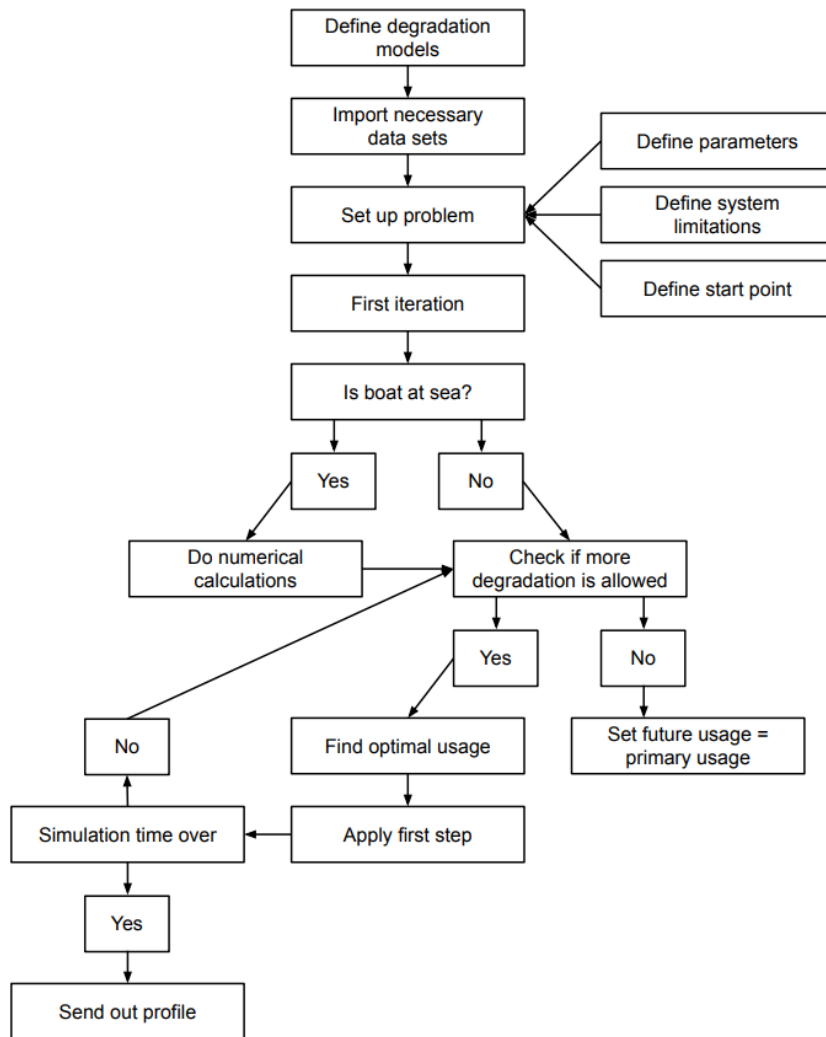 Define degradation
models
Import necessary
data sets
Define parameters
Set up problem
Define system
limitations
Define start point
First iteration
Is boat at sea?
Yes
No
Do numerical
calculations
Check if more
degradation is allowed
Yes
No
No
Find optimal usage
Set future usage =
primary usage
Simulation time over
Apply first step
Yes
Send out profile